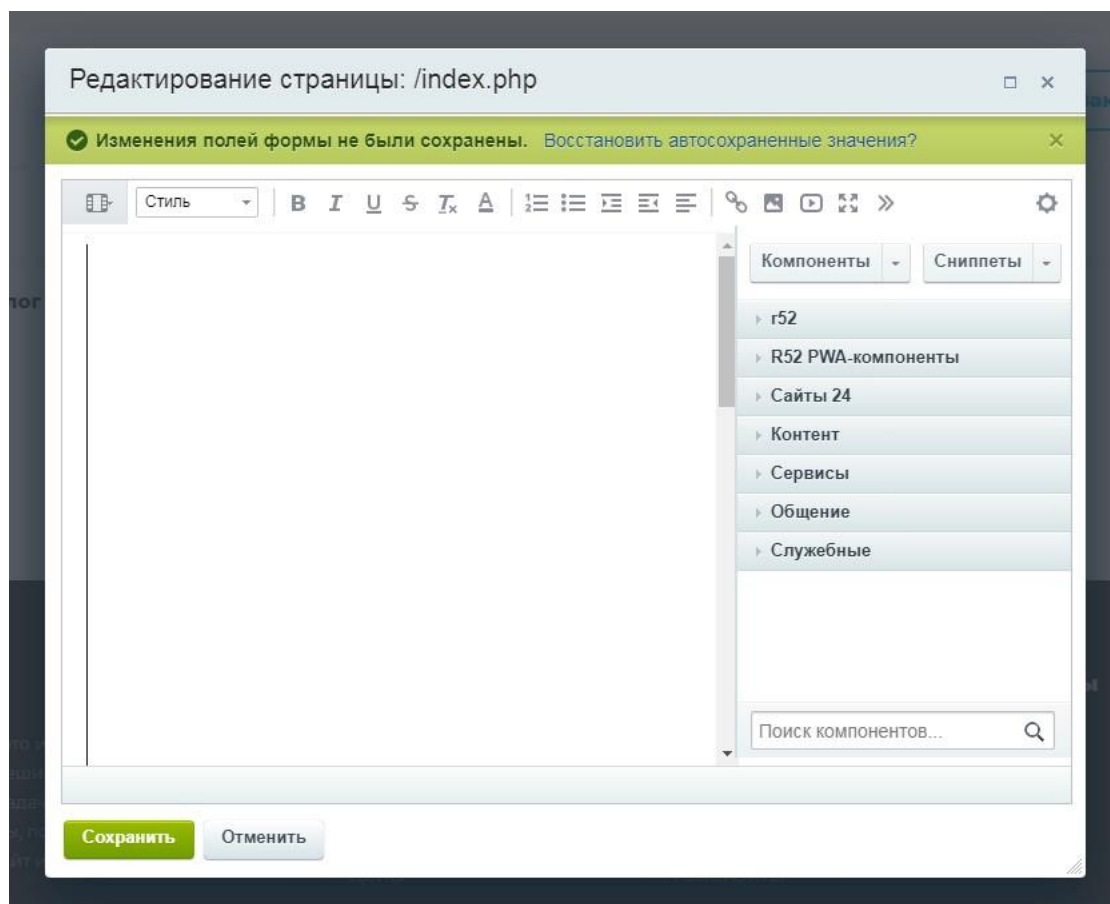 Редактирование страницы: /index.php
Изменения полей формы не были сохранены. Восстановить автосохраненные значения?
Стиль
Компоненты
Сниппеты
r52
R52 PWA-компоненты
Сайты 24
Контент
Сервисы
Общение
Служебные
Поиск компонентов...
Сохранить
Отменить